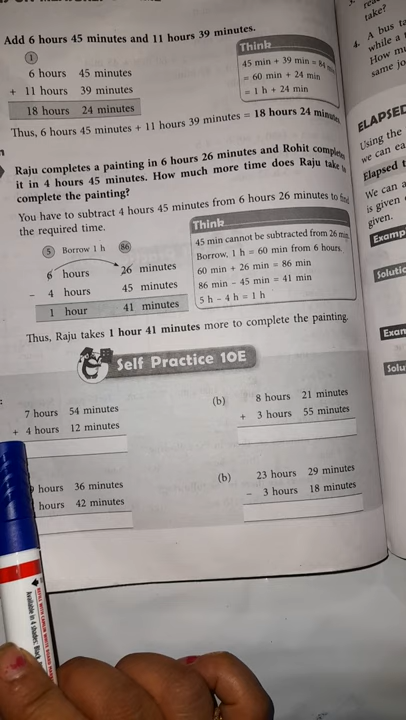 Add 6 hours 45 minutes and 11 hours 39 minutes.
1
6 hours 45 minutes
+ 11 hours 39 minutes
18 hours 24 minutes
Think
45 min + 39 min = 84 min
= 60 min + 24 min
= 1 h + 24 min
Thus, 6 hours 45 minutes + 11 hours 39 minutes = 18 hours 24 minutes
Raju completes a painting in 6 hours 26 minutes and Rohit completes
it in 4 hours 45 minutes. How much more time does Raju take to
complete the painting?
You have to subtract 4 hours 45 minutes from 6 hours 26 minutes to find
the required time.
5 Borrow 1 h 86
6 hours 26 minutes
− 4 hours 45 minutes
1 hour 41 minutes
Think
45 min cannot be subtracted from 26 min.
Borrow, 1 h = 60 min from 6 hours.
60 min + 26 min = 86 min
86 min − 45 min = 41 min
5 h − 4 h = 1 h
Thus, Raju takes 1 hour 41 minutes more to complete the painting.
Self Practice 10E
7 hours 54 minutes
+ 4 hours 12 minutes
(b) 8 hours 21 minutes
+ 3 hours 55 minutes
hours 36 minutes
hours 42 minutes
(b) 23 hours 29 minutes
− 3 hours 18 minutes
take?
4. A bus
while a
How
same
ELAPSED
Using the
we can
Elapsed
We can
is given
given.
Available in 4 shades: Black